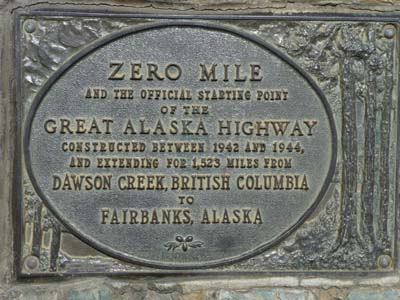 ZERO MILE
AND THE OFFICIAL STARTING POINT
OF THE
GREAT ALASKA HIGHWAY
CONSTRUCTED BETWEEN 1942 AND 1944,
AND EXTENDING FOR 1,523 MILES FROM
DAWSON CREEK, BRITISH COLUMBIA
TO
FAIRBANKS, ALASKA